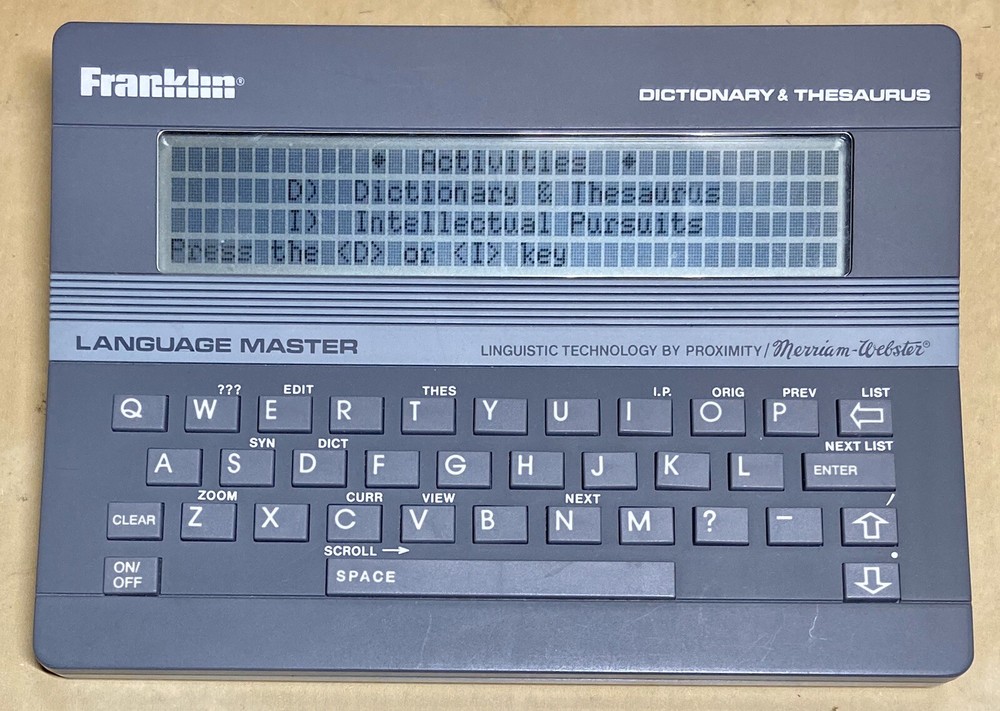 Franklin®
DICTIONARY & THESAURUS
Activities
D) Dictionary & Thesaurus
I) Intellectual Pursuits
Press the <D> or <I> key
LANGUAGE MASTER
LINGUISTIC TECHNOLOGY BY PROXIMITY/Merriam-Webster®
??? EDIT THES I.P. ORIG PREV LIST
Q W E R T Y U I O P
SYN DICT NEXT LIST
A S D F G H J K L ENTER
ZOOM CURR VIEW NEXT /
CLEAR Z X C V B N M ? –
SCROLL
ON/OFF SPACE